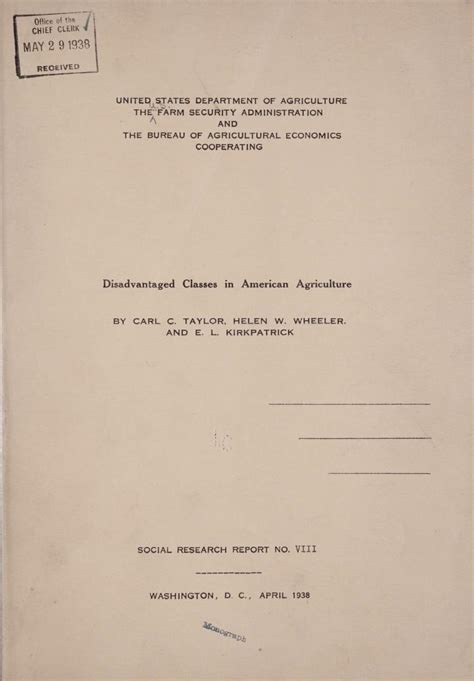 Office of the
CHIEF CLERK
MAY 29 1938
RECEIVED
UNITED STATES DEPARTMENT OF AGRICULTURE
THE FARM SECURITY ADMINISTRATION
AND
THE BUREAU OF AGRICULTURAL ECONOMICS
COOPERATING
Disadvantaged Classes in American Agriculture
BY CARL C. TAYLOR, HELEN W. WHEELER.
AND E. L. KIRKPATRICK
SOCIAL RESEARCH REPORT NO. VIII
WASHINGTON, D. C., APRIL 1938
Monograph